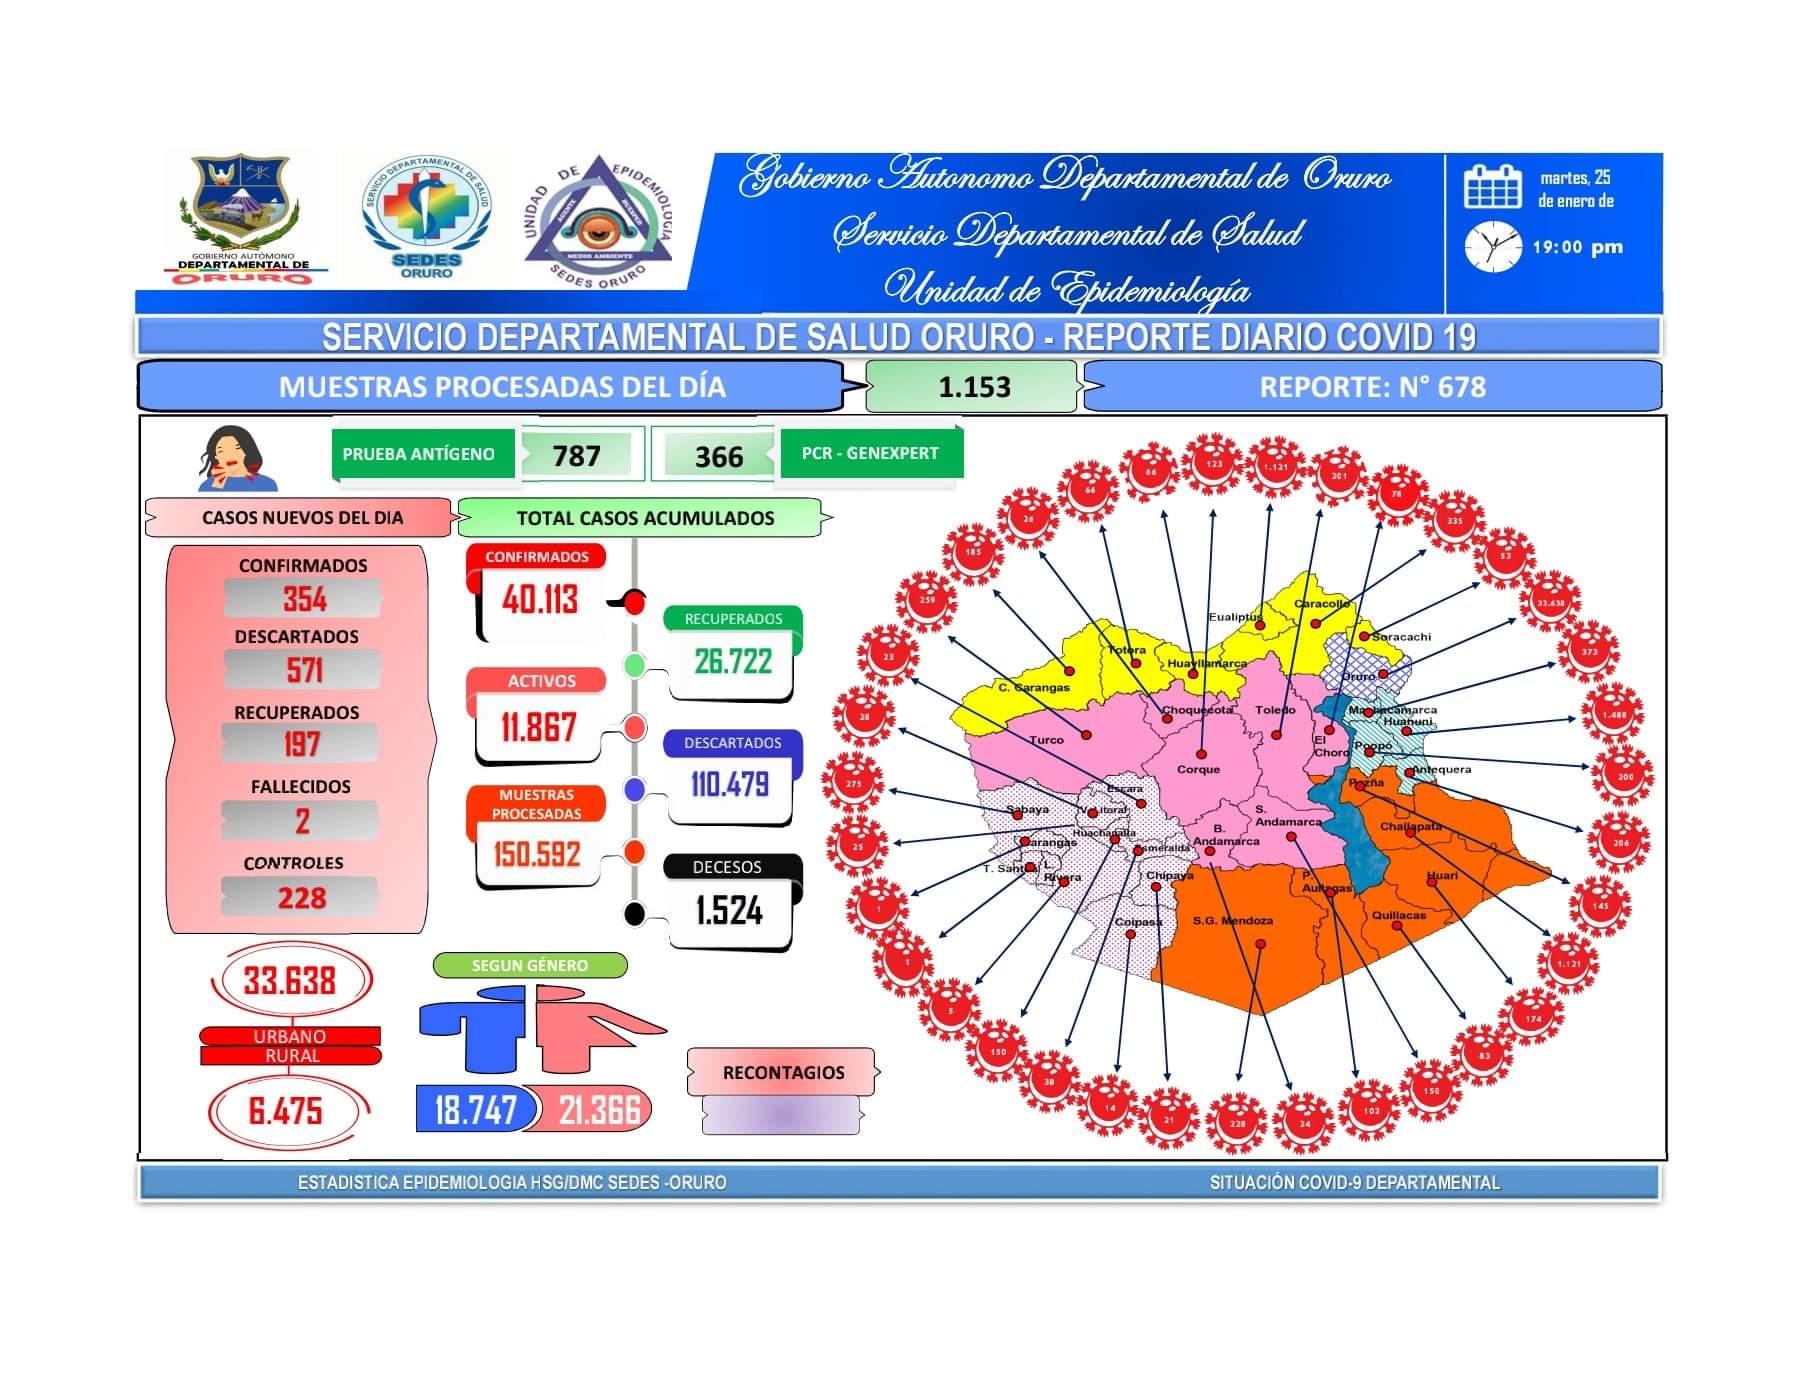 GOBIERNO AUTÓNOMO
DEPARTAMENTAL DE
ORURO
SERVICIO DEPARTAMENTAL DE SALUD
SEDES
ORURO
UNIDAD DE EPIDEMIOLOGIA
AGENTE
HUESPED
MEDIO AMBIENTE
SEDES ORURO
Gobierno Autonomo Departamental de Oruro
Servicio Departamental de Salud
Unidad de Epidemiología
martes, 25
de enero de
19:00 pm
SERVICIO DEPARTAMENTAL DE SALUD ORURO - REPORTE DIARIO COVID 19
MUESTRAS PROCESADAS DEL DÍA
1.153
REPORTE: N° 678
PRUEBA ANTÍGENO
787
366
PCR - GENEXPERT
CASOS NUEVOS DEL DIA
CONFIRMADOS
354
DESCARTADOS
571
RECUPERADOS
197
FALLECIDOS
2
CONTROLES
228
TOTAL CASOS ACUMULADOS
CONFIRMADOS
40.113
RECUPERADOS
26.722
ACTIVOS
11.867
DESCARTADOS
110.479
MUESTRAS
PROCESADAS
150.592
DECESOS
1.524
33.638
URBANO
RURAL
6.475
SEGUN GÉNERO
18.747
21.366
RECONTAGIOS
123
1.121
201
78
335
53
33.638
373
1.488
200
206
145
1.121
174
83
150
102
24
228
21
14
38
150
5
1
1
25
275
28
23
259
185
26
64
44
Caracollo
Eualiptus
Soracachi
Totora
Huayllamarca
Oruro
C. Carangas
Choquecota
Toledo
Machacamarca
Huanuni
Turco
El
Choro
Poopó
Corque
Antequera
Pazña
Escara
Sabaya
V. Litoral
S.
Andamarca
Challapata
Huachacalla
B.
Andamarca
Carangas
Esmeralda
T. Santos
L.
Rivera
Chipaya
P.
Aullagas
Huari
Quillacas
Coipasa
S.G. Mendoza
ESTADISTICA EPIDEMIOLOGIA HSG/DMC SEDES -ORURO
SITUACIÓN COVID-9 DEPARTAMENTAL